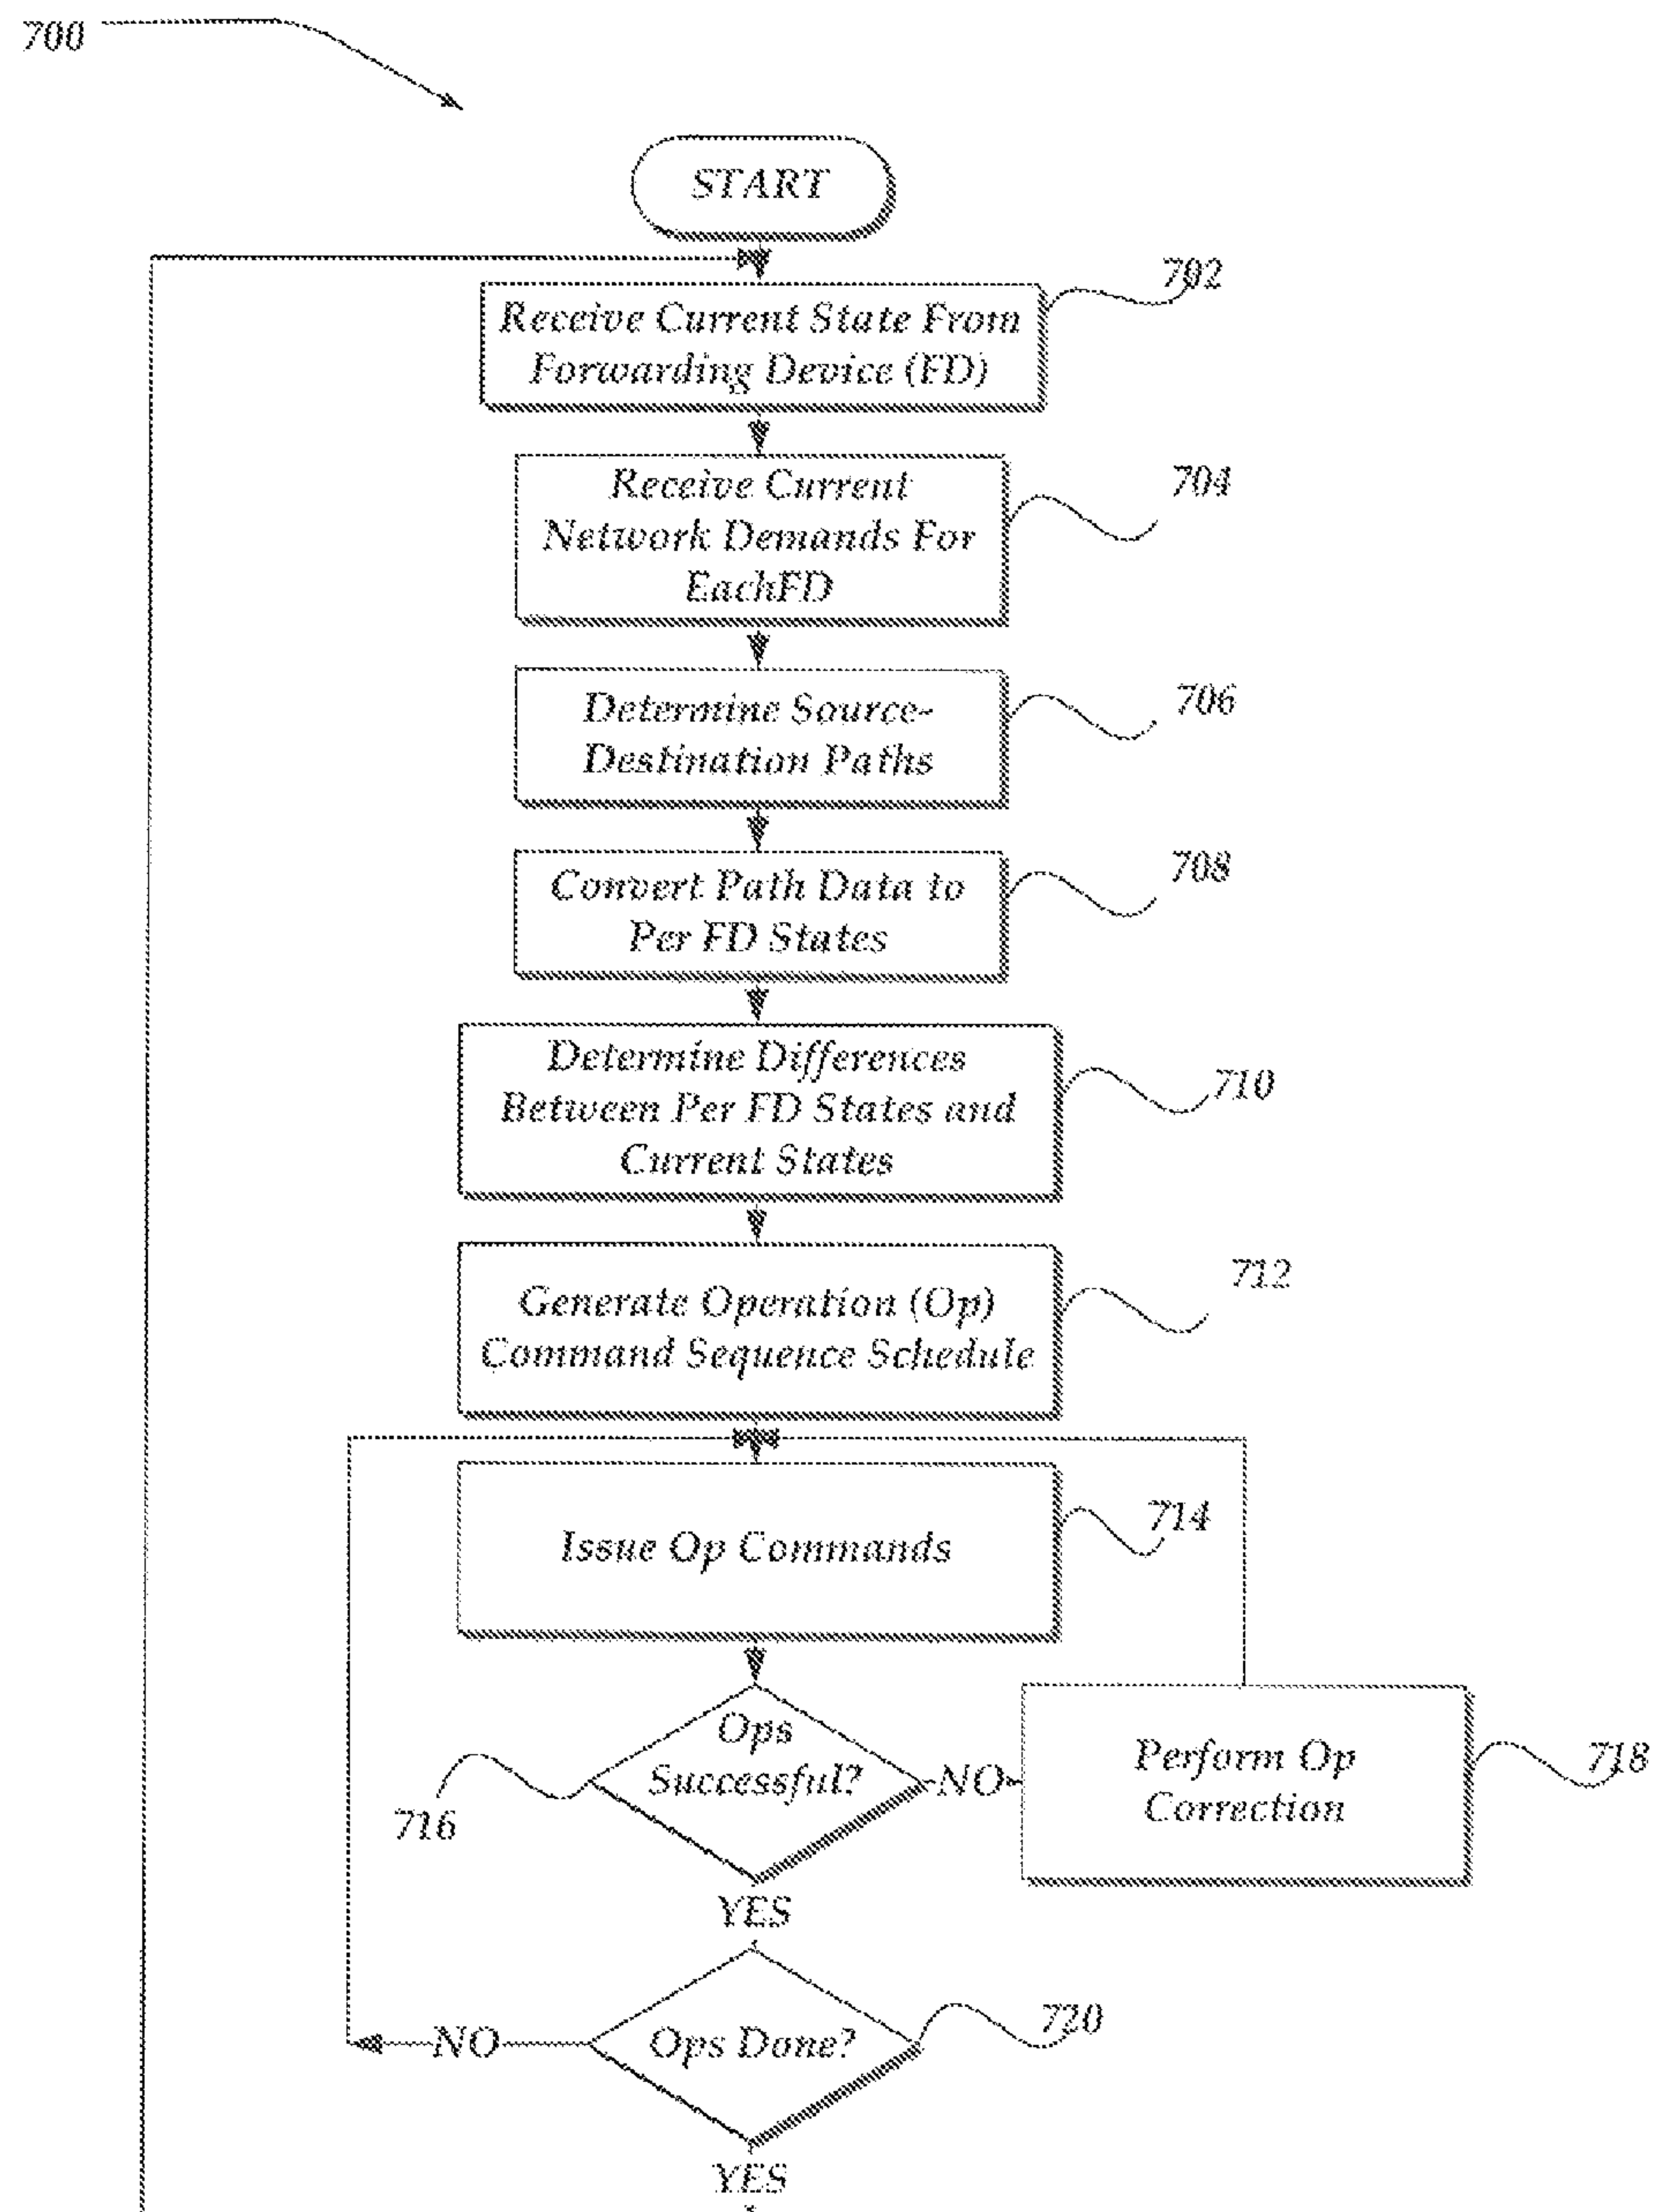 700
START
702
Receive Current State From
Forwarding Device (FD)
704
Receive Current
Network Demands For
EachFD
706
Determine Source-
Destination Paths
708
Convert Path Data to
Per FD States
710
Determine Differences
Between Per FD States and
Current States
712
Generate Operation (Op)
Command Sequence Schedule
714
Issue Op Commands
716
Ops
Successful?
NO
718
Perform Op
Correction
YES
720
Ops Done?
NO
YES